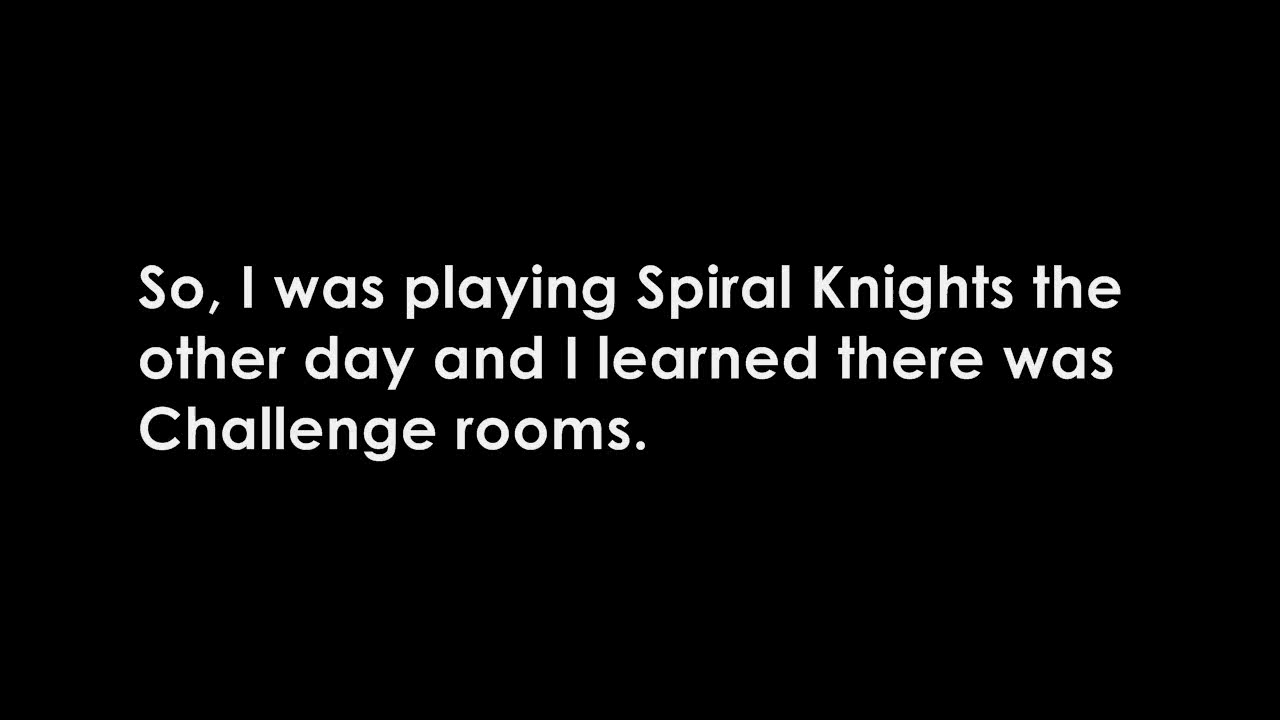 So, I was playing Spiral Knights the
other day and I learned there was
Challenge rooms.